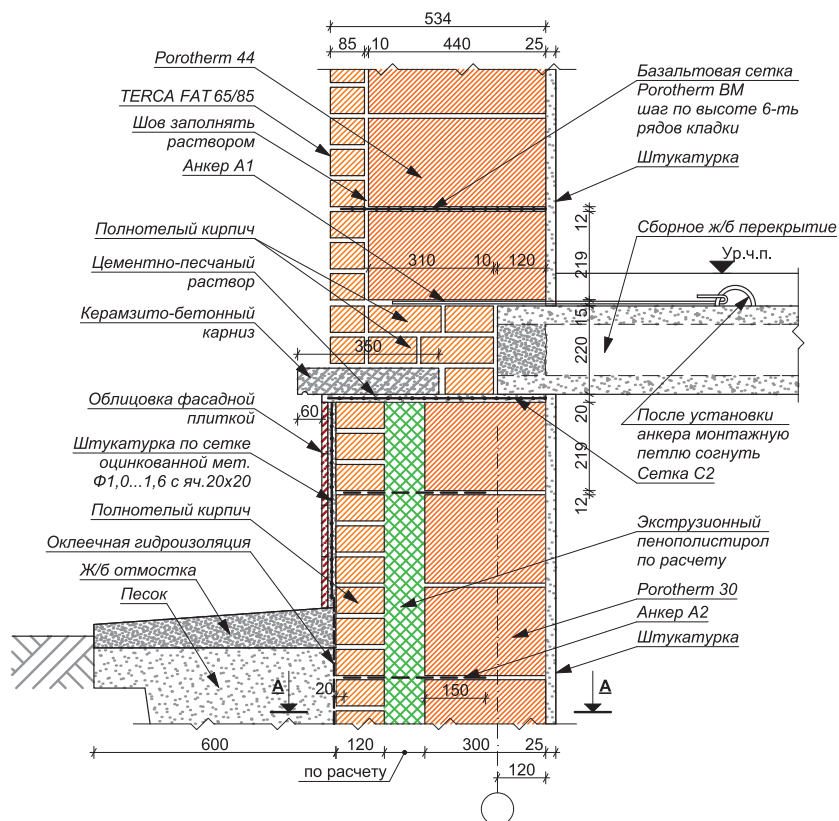 534
85 10 440 25
Porotherm 44
TERCA FAT 65/85
Шов заполнять
раствором
Анкер А1
Базальтовая сетка
Porotherm BM
шаг по высоте 6-ть
рядов кладки
Штукатурка
Полнотелый кирпич
Цементно-песчаный
раствор
Керамзито-бетонный
карниз
Сборное ж/б перекрытие
Ур.ч.п.
310 10 120
12
219
15
220
20
219
12
350
60
Облицовка фасадной
плиткой
Штукатурка по сетке
оцинкованной мет.
Ф1,0...1,6 с яч.20х20
Полнотелый кирпич
Оклеечная гидроизоляция
Ж/б отмостка
Песок
После установки
анкера монтажную
петлю согнуть
Сетка С2
Экструзионный
пенополистирол
по расчету
Porotherm 30
Анкер А2
Штукатурка
А
20
150
А
600 120 300 25
по расчету
120